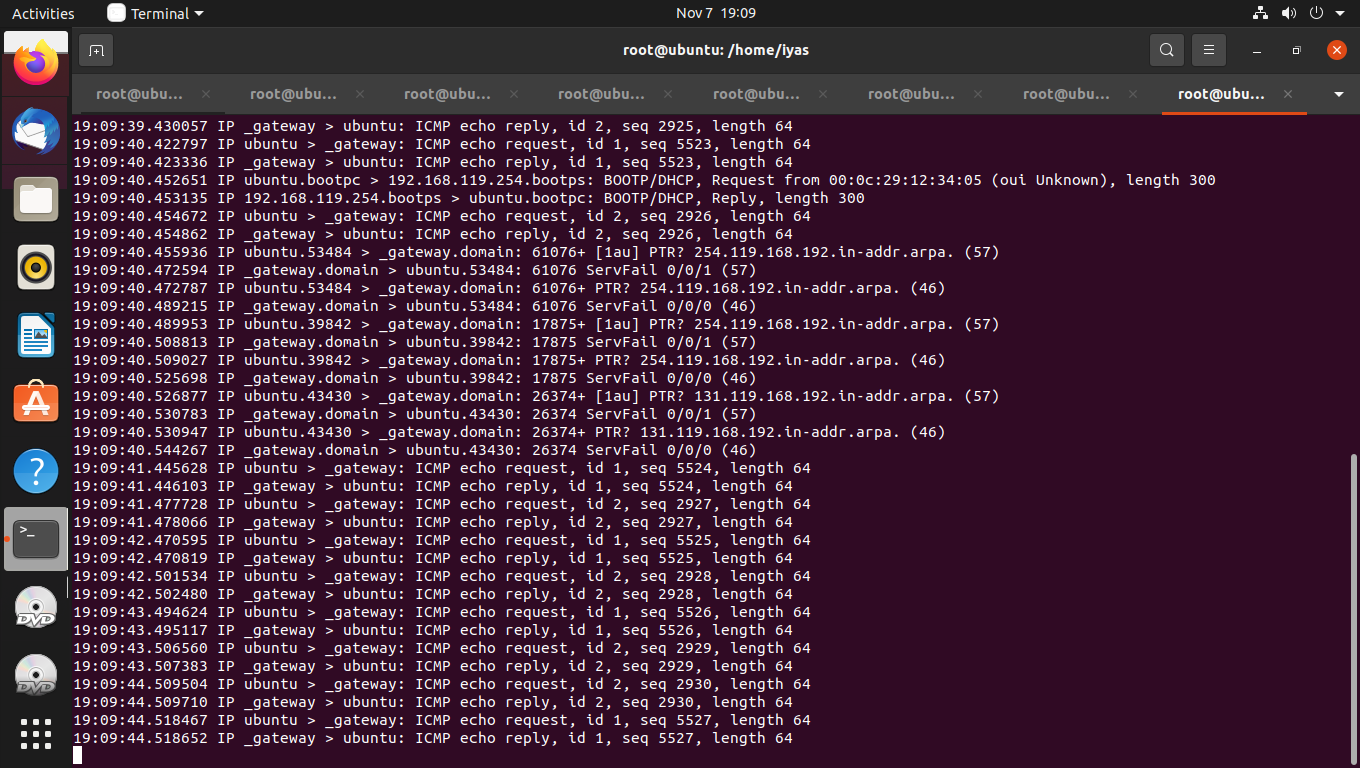 Activities
Terminal
Nov 7 19:09
root@ubuntu: /home/iyas
root@ubu... root@ubu... root@ubu... root@ubu... root@ubu... root@ubu... root@ubu... root@ubu...
19:09:39.430057 IP _gateway > ubuntu: ICMP echo reply, id 2, seq 2925, length 64
19:09:40.422797 IP ubuntu > _gateway: ICMP echo request, id 1, seq 5523, length 64
19:09:40.423336 IP _gateway > ubuntu: ICMP echo reply, id 1, seq 5523, length 64
19:09:40.452651 IP ubuntu.bootpc > 192.168.119.254.bootps: BOOTP/DHCP, Request from 00:0c:29:12:34:05 (oui Unknown), length 300
19:09:40.453135 IP 192.168.119.254.bootps > ubuntu.bootpc: BOOTP/DHCP, Reply, length 300
19:09:40.454672 IP ubuntu > _gateway: ICMP echo request, id 2, seq 2926, length 64
19:09:40.454862 IP _gateway > ubuntu: ICMP echo reply, id 2, seq 2926, length 64
19:09:40.455936 IP ubuntu.53484 > _gateway.domain: 61076+ [1au] PTR? 254.119.168.192.in-addr.arpa. (57)
19:09:40.472594 IP _gateway.domain > ubuntu.53484: 61076 ServFail 0/0/1 (57)
19:09:40.472787 IP ubuntu.53484 > _gateway.domain: 61076+ PTR? 254.119.168.192.in-addr.arpa. (46)
19:09:40.489215 IP _gateway.domain > ubuntu.53484: 61076 ServFail 0/0/0 (46)
19:09:40.489953 IP ubuntu.39842 > _gateway.domain: 17875+ [1au] PTR? 254.119.168.192.in-addr.arpa. (57)
19:09:40.508813 IP _gateway.domain > ubuntu.39842: 17875 ServFail 0/0/1 (57)
19:09:40.509027 IP ubuntu.39842 > _gateway.domain: 17875+ PTR? 254.119.168.192.in-addr.arpa. (46)
19:09:40.525698 IP _gateway.domain > ubuntu.39842: 17875 ServFail 0/0/0 (46)
19:09:40.526877 IP ubuntu.43430 > _gateway.domain: 26374+ [1au] PTR? 131.119.168.192.in-addr.arpa. (57)
19:09:40.530783 IP _gateway.domain > ubuntu.43430: 26374 ServFail 0/0/1 (57)
19:09:40.530947 IP ubuntu.43430 > _gateway.domain: 26374+ PTR? 131.119.168.192.in-addr.arpa. (46)
19:09:40.544267 IP _gateway.domain > ubuntu.43430: 26374 ServFail 0/0/0 (46)
19:09:41.445628 IP ubuntu > _gateway: ICMP echo request, id 1, seq 5524, length 64
19:09:41.446103 IP _gateway > ubuntu: ICMP echo reply, id 1, seq 5524, length 64
19:09:41.477728 IP ubuntu > _gateway: ICMP echo request, id 2, seq 2927, length 64
19:09:41.478066 IP _gateway > ubuntu: ICMP echo reply, id 2, seq 2927, length 64
19:09:42.470595 IP ubuntu > _gateway: ICMP echo request, id 1, seq 5525, length 64
19:09:42.470819 IP _gateway > ubuntu: ICMP echo reply, id 1, seq 5525, length 64
19:09:42.501534 IP ubuntu > _gateway: ICMP echo request, id 2, seq 2928, length 64
19:09:42.502480 IP _gateway > ubuntu: ICMP echo reply, id 2, seq 2928, length 64
19:09:43.494624 IP ubuntu > _gateway: ICMP echo request, id 1, seq 5526, length 64
19:09:43.495117 IP _gateway > ubuntu: ICMP echo reply, id 1, seq 5526, length 64
19:09:43.506560 IP ubuntu > _gateway: ICMP echo request, id 2, seq 2929, length 64
19:09:43.507383 IP _gateway > ubuntu: ICMP echo reply, id 2, seq 2929, length 64
19:09:44.509504 IP ubuntu > _gateway: ICMP echo request, id 2, seq 2930, length 64
19:09:44.509710 IP _gateway > ubuntu: ICMP echo reply, id 2, seq 2930, length 64
19:09:44.518467 IP ubuntu > _gateway: ICMP echo request, id 1, seq 5527, length 64
19:09:44.518652 IP _gateway > ubuntu: ICMP echo reply, id 1, seq 5527, length 64
>_
DVD
DVD